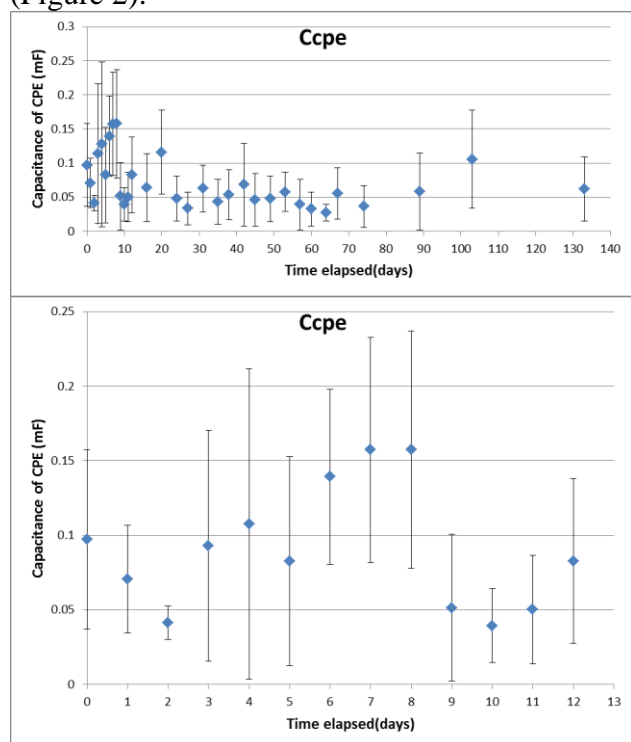 (Figure 2).
Ccpe
Capacitance of CPE (mF)
0.3
0.25
0.2
0.15
0.1
0.05
0
0 10 20 30 40 50 60 70 80 90 100 110 120 130 140
Time elapsed(days)
Ccpe
Capacitance of CPE (mF)
0.25
0.2
0.15
0.1
0.05
0
0 1 2 3 4 5 6 7 8 9 10 11 12 13
Time elapsed(days)